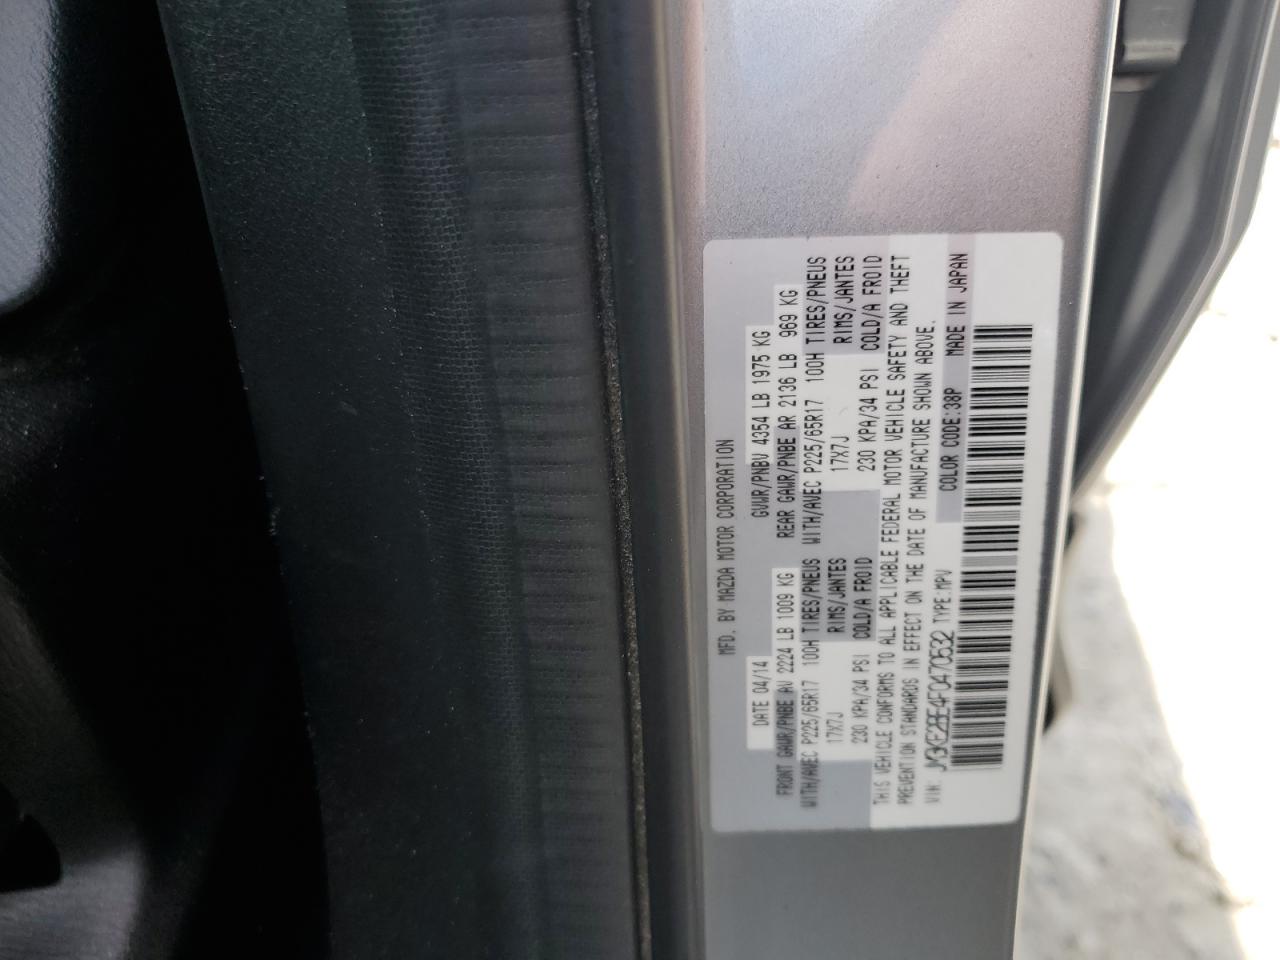 MFD. BY MAZDA MOTOR CORPORATION
DATE 04/14 GVWR/PNBV 4354 LB 1975 KG
FRONT GAWR/PNBE AV 2224 LB 1009 KG REAR GAWR/PNBE AR 2136 LB 969 KG
WITH/AVEC P225/65R17 100H TIRES/PNEUS WITH/AVEC P225/65R17 100H TIRES/PNEUS
17X7J RIMS/JANTES 17X7J RIMS/JANTES
230 KPA/34 PSI COLD/A FROID 230 KPA/34 PSI COLD/A FROID
THIS VEHICLE CONFORMS TO ALL APPLICABLE FEDERAL MOTOR VEHICLE SAFETY AND THEFT
PREVENTION STANDARDS IN EFFECT ON THE DATE OF MANUFACTURE SHOWN ABOVE.
VIN: JM3KE2BE4F0470532 TYPE:MPV COLOR CODE:38P MADE IN JAPAN